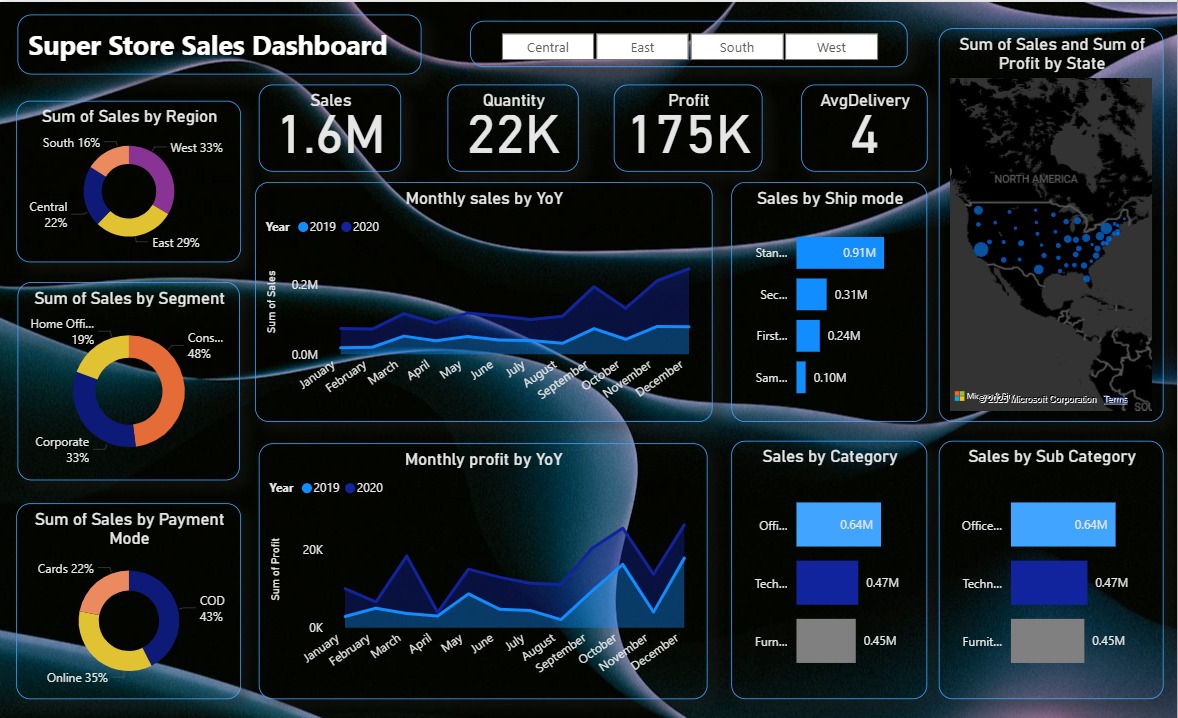 Super Store Sales Dashboard
Central
East
South
West
Sum of Sales and Sum of
Profit by State
NORTH AMERICA
© 2025 Microsoft Corporation
Terms
SOU
Sum of Sales by Region
South 16%
West 33%
Central
22%
East 29%
Sales
1.6M
Quantity
22K
Profit
175K
AvgDelivery
4
Monthly sales by YoY
Year
2019
2020
Sum of Sales
0.2M
0.0M
January
February
March
April
May
June
July
August
September
October
November
December
Sales by Ship mode
Stan...
0.91M
Sec...
0.31M
First...
0.24M
Sam...
0.10M
Sum of Sales by Segment
Home Offi...
19%
Cons...
48%
Corporate
33%
Sum of Sales by Payment
Mode
Cards 22%
COD
43%
Online 35%
Monthly profit by YoY
Year
2019
2020
Sum of Profit
20K
0K
January
February
March
April
May
June
July
August
September
October
November
December
Sales by Category
Offi...
0.64M
Tech...
0.47M
Furn...
0.45M
Sales by Sub Category
Office...
0.64M
Techn...
0.47M
Furnit...
0.45M